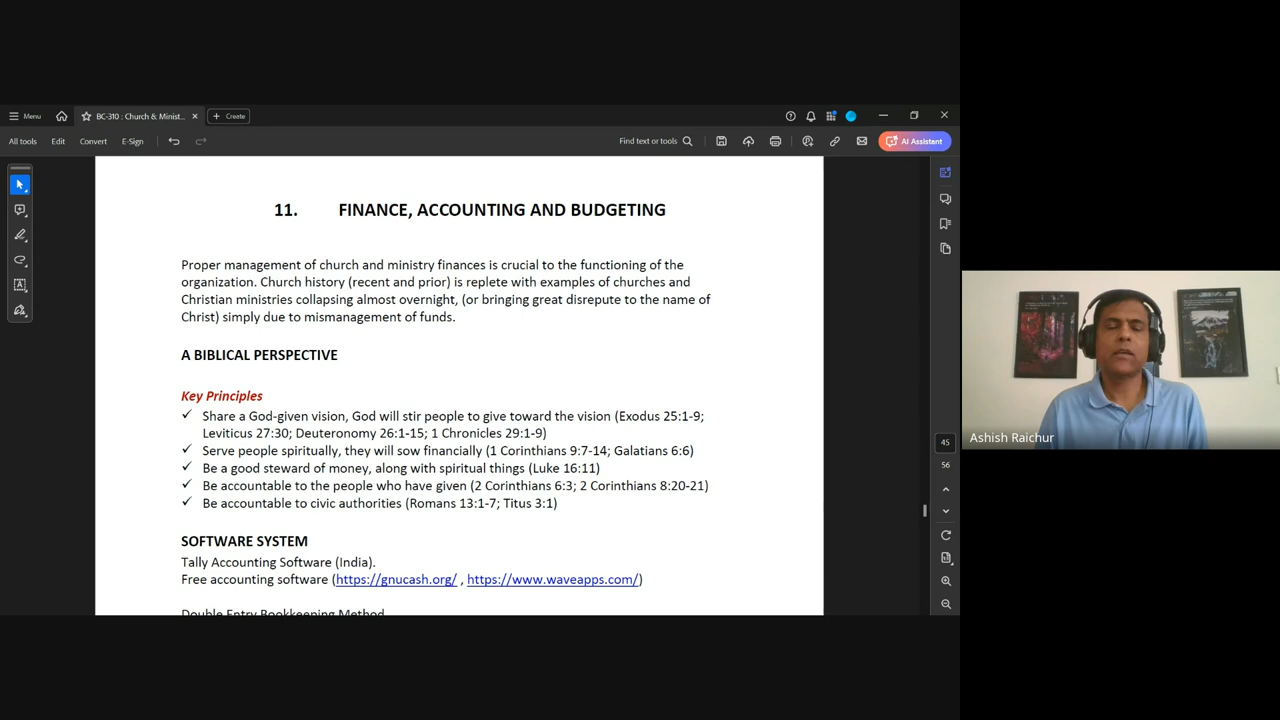 Menu
BC-310 : Church & Minist...
Create
All tools
Edit
Convert
E-Sign
Find text or tools
AI Assistant
11. FINANCE, ACCOUNTING AND BUDGETING
Proper management of church and ministry finances is crucial to the functioning of the
organization. Church history (recent and prior) is replete with examples of churches and
Christian ministries collapsing almost overnight, (or bringing great disrepute to the name of
Christ) simply due to mismanagement of funds.
A BIBLICAL PERSPECTIVE
Key Principles
✓ Share a God-given vision, God will stir people to give toward the vision (Exodus 25:1-9;
Leviticus 27:30; Deuteronomy 26:1-15; 1 Chronicles 29:1-9)
✓ Serve people spiritually, they will sow financially (1 Corinthians 9:7-14; Galatians 6:6)
✓ Be a good steward of money, along with spiritual things (Luke 16:11)
✓ Be accountable to the people who have given (2 Corinthians 6:3; 2 Corinthians 8:20-21)
✓ Be accountable to civic authorities (Romans 13:1-7; Titus 3:1)
SOFTWARE SYSTEM
Tally Accounting Software (India).
Free accounting software (https://gnucash.org/ , https://www.waveapps.com/)
Double Entry Bookkeeping Method
45
56
Ashish Raichur